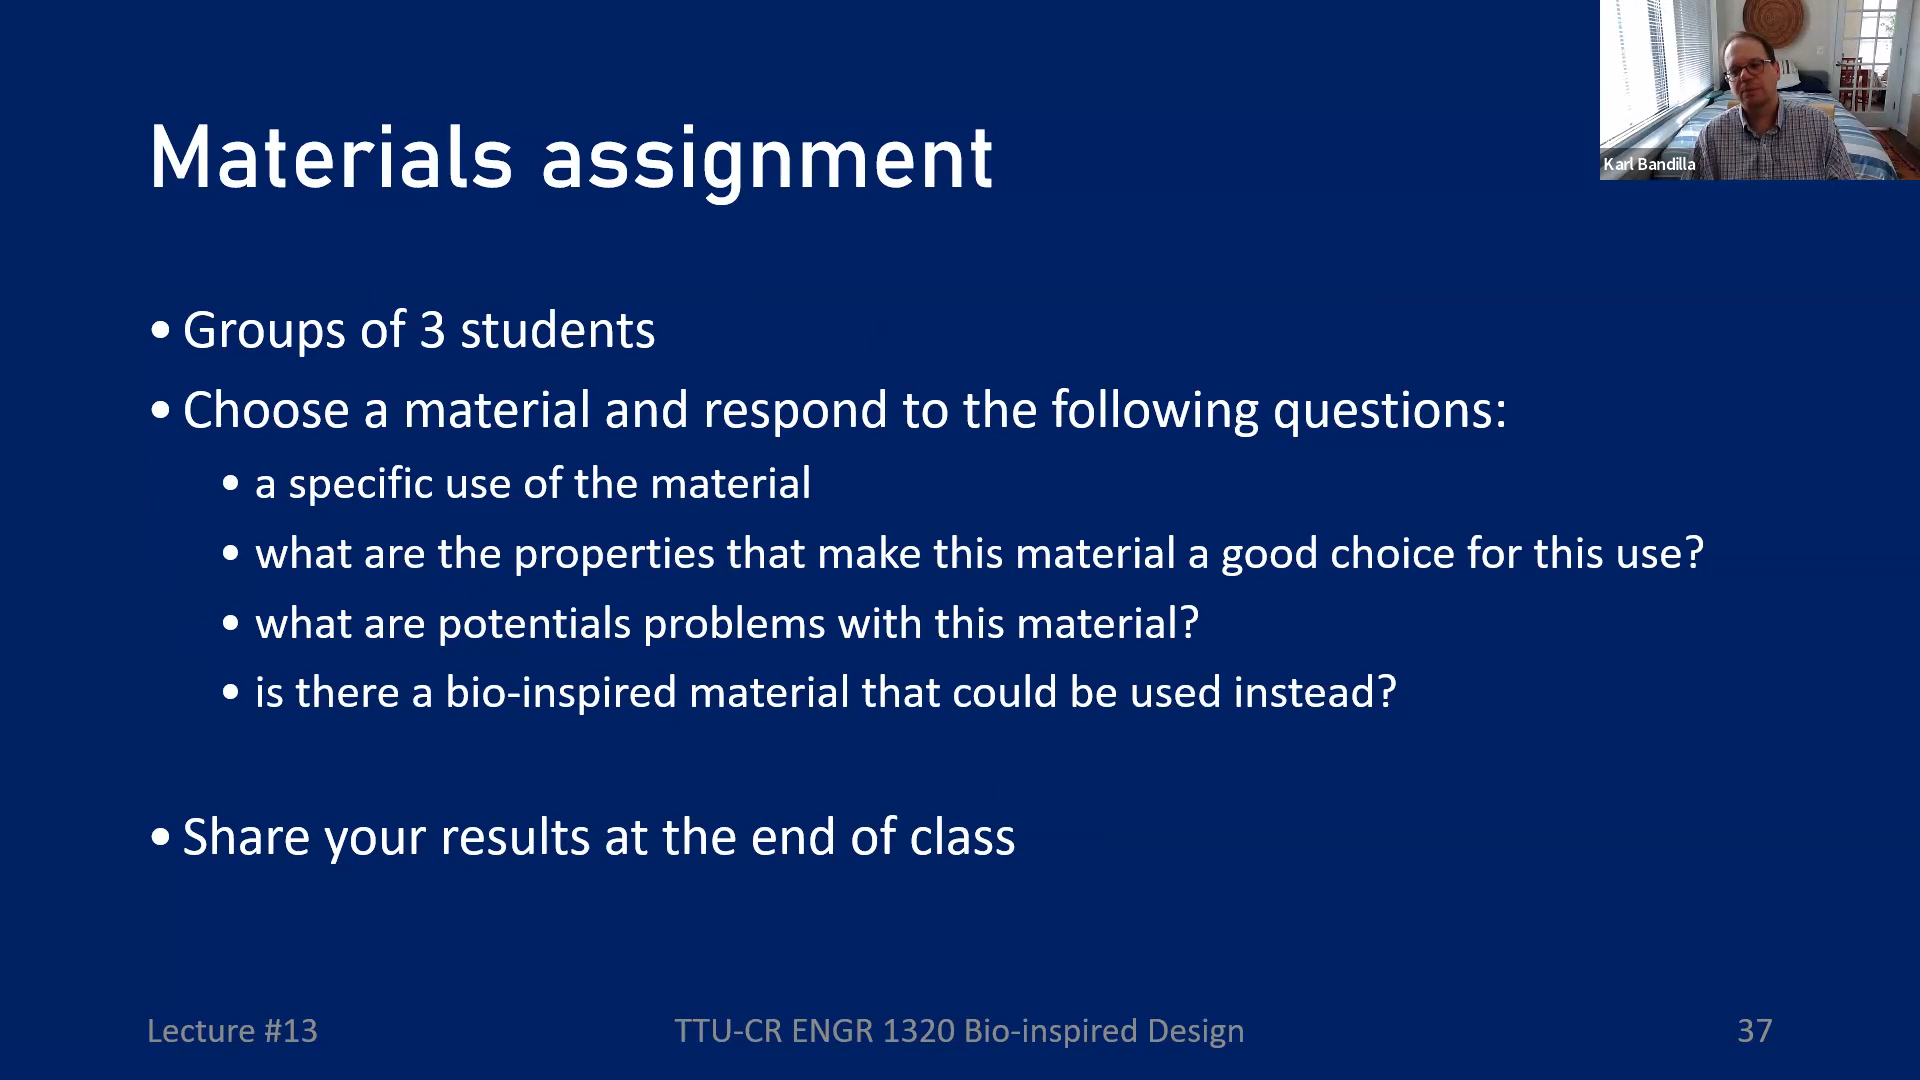 Karl Bandilla
Materials assignment
• Groups of 3 students
• Choose a material and respond to the following questions:
• a specific use of the material
• what are the properties that make this material a good choice for this use?
• what are potentials problems with this material?
• is there a bio-inspired material that could be used instead?
• Share your results at the end of class
Lecture #13
TTU-CR ENGR 1320 Bio-inspired Design
37